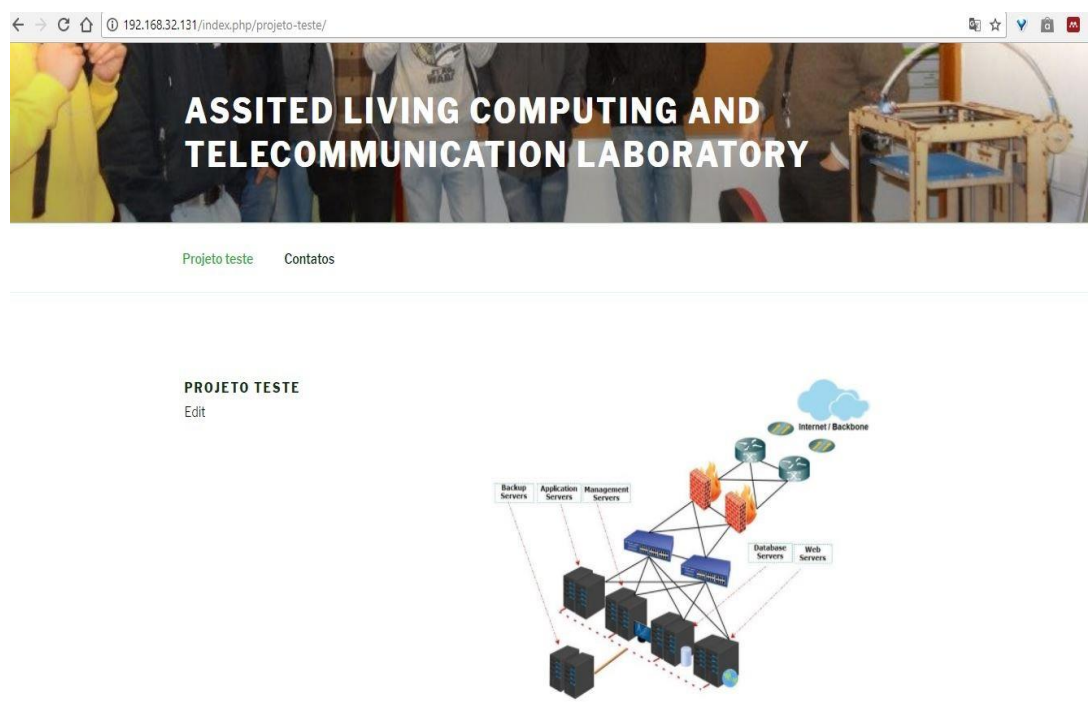 192.168.32.131/index.php/projeto-teste/
ASSITED LIVING COMPUTING AND
TELECOMMUNICATION LABORATORY
Projeto teste
Contatos
PROJETO TESTE
Edit
Internet / Backbone
Backup
Servers
Application
Servers
Management
Servers
Database
Servers
Web
Servers